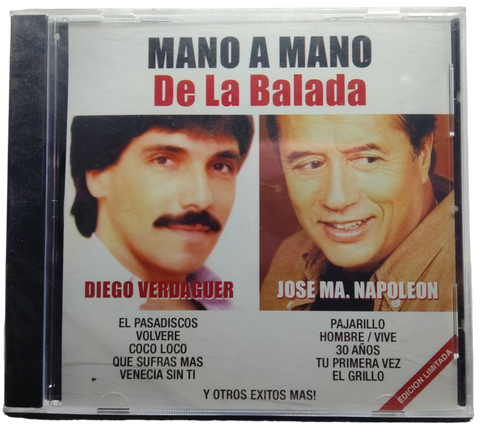 MANO A MANO
De La Balada
DIEGO VERDAGUER
JOSE MA. NAPOLEON
EL PASADISCOS
VOLVERE
COCO LOCO
QUE SUFRAS MAS
VENECIA SIN TI
PAJARILLO
HOMBRE / VIVE
30 AÑOS
TU PRIMERA VEZ
EL GRILLO
Y OTROS EXITOS MAS!
EDICION LIMITADA